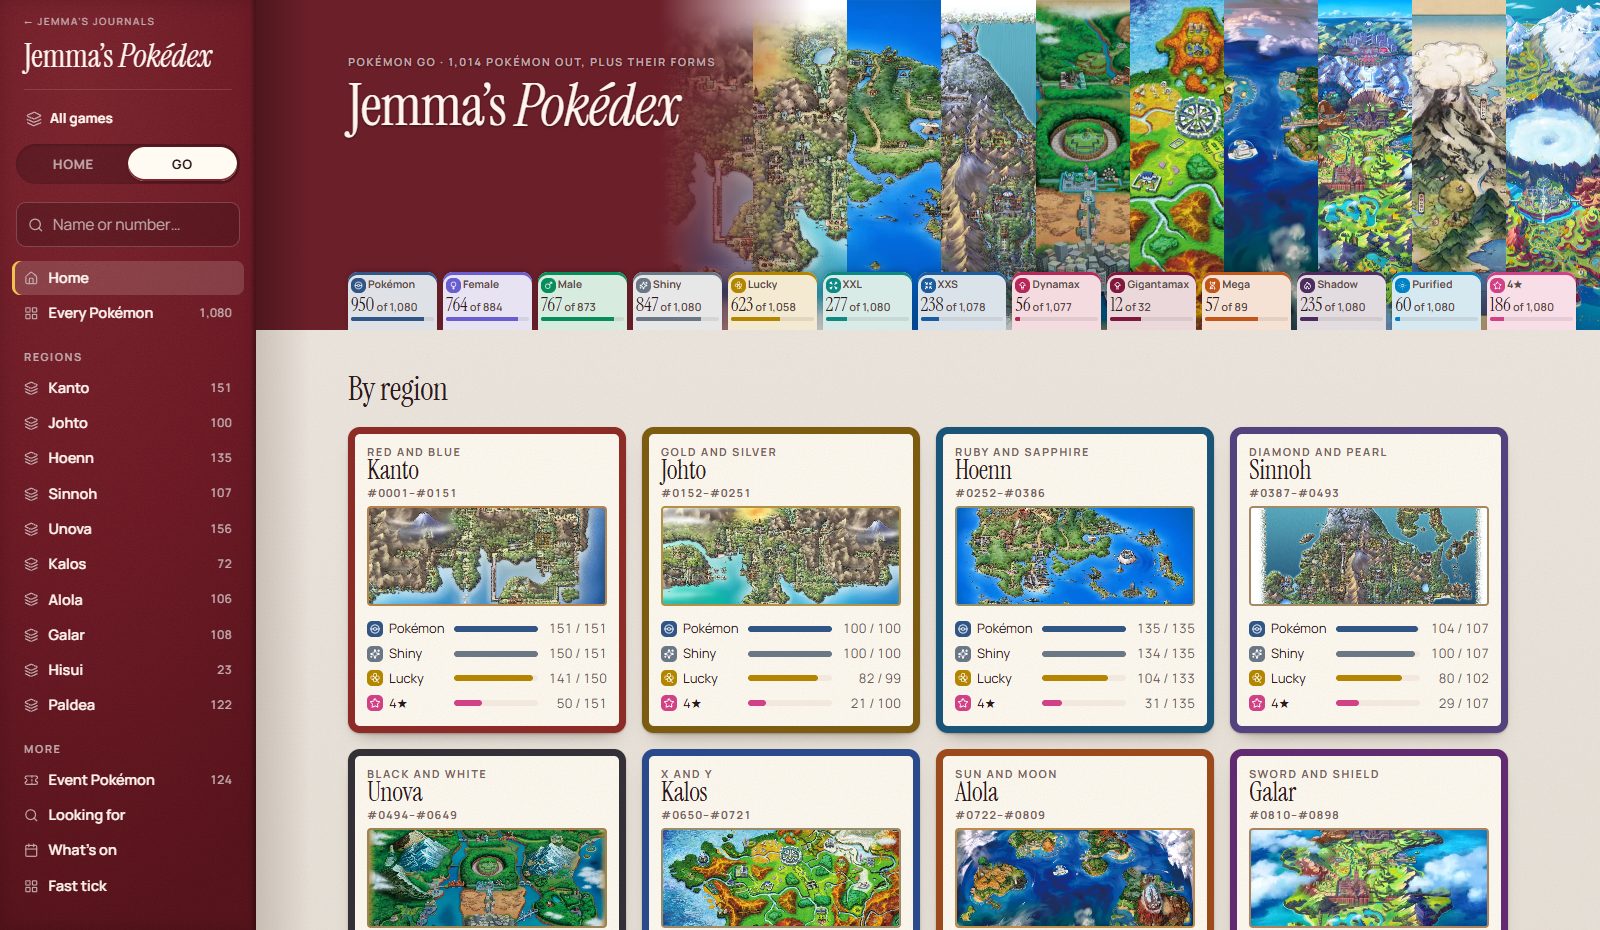 ← JEMMA'S JOURNALS
Jemma's Pokédex
All games
HOME GO
Name or number...
Home
Every Pokémon 1,080
REGIONS
Kanto 151
Johto 100
Hoenn 135
Sinnoh 107
Unova 156
Kalos 72
Alola 106
Galar 108
Hisui 23
Paldea 122
MORE
Event Pokémon 124
Looking for
What's on
Fast tick
POKÉMON GO · 1,014 POKÉMON OUT, PLUS THEIR FORMS
Jemma's Pokédex
Pokémon
950 of 1,080
Female
764 of 884
Male
767 of 873
Shiny
847 of 1,080
Lucky
623 of 1,058
XXL
277 of 1,080
XXS
238 of 1,078
Dynamax
56 of 1,077
Gigantamax
12 of 32
Mega
57 of 89
Shadow
235 of 1,080
Purified
60 of 1,080
4★
186 of 1,080
By region
RED AND BLUE
Kanto
#0001–#0151
Pokémon 151 / 151
Shiny 150 / 151
Lucky 141 / 150
4★ 50 / 151
GOLD AND SILVER
Johto
#0152–#0251
Pokémon 100 / 100
Shiny 100 / 100
Lucky 82 / 99
4★ 21 / 100
RUBY AND SAPPHIRE
Hoenn
#0252–#0386
Pokémon 135 / 135
Shiny 134 / 135
Lucky 104 / 133
4★ 31 / 135
DIAMOND AND PEARL
Sinnoh
#0387–#0493
Pokémon 104 / 107
Shiny 100 / 107
Lucky 80 / 102
4★ 29 / 107
BLACK AND WHITE
Unova
#0494–#0649
X AND Y
Kalos
#0650–#0721
SUN AND MOON
Alola
#0722–#0809
SWORD AND SHIELD
Galar
#0810–#0898